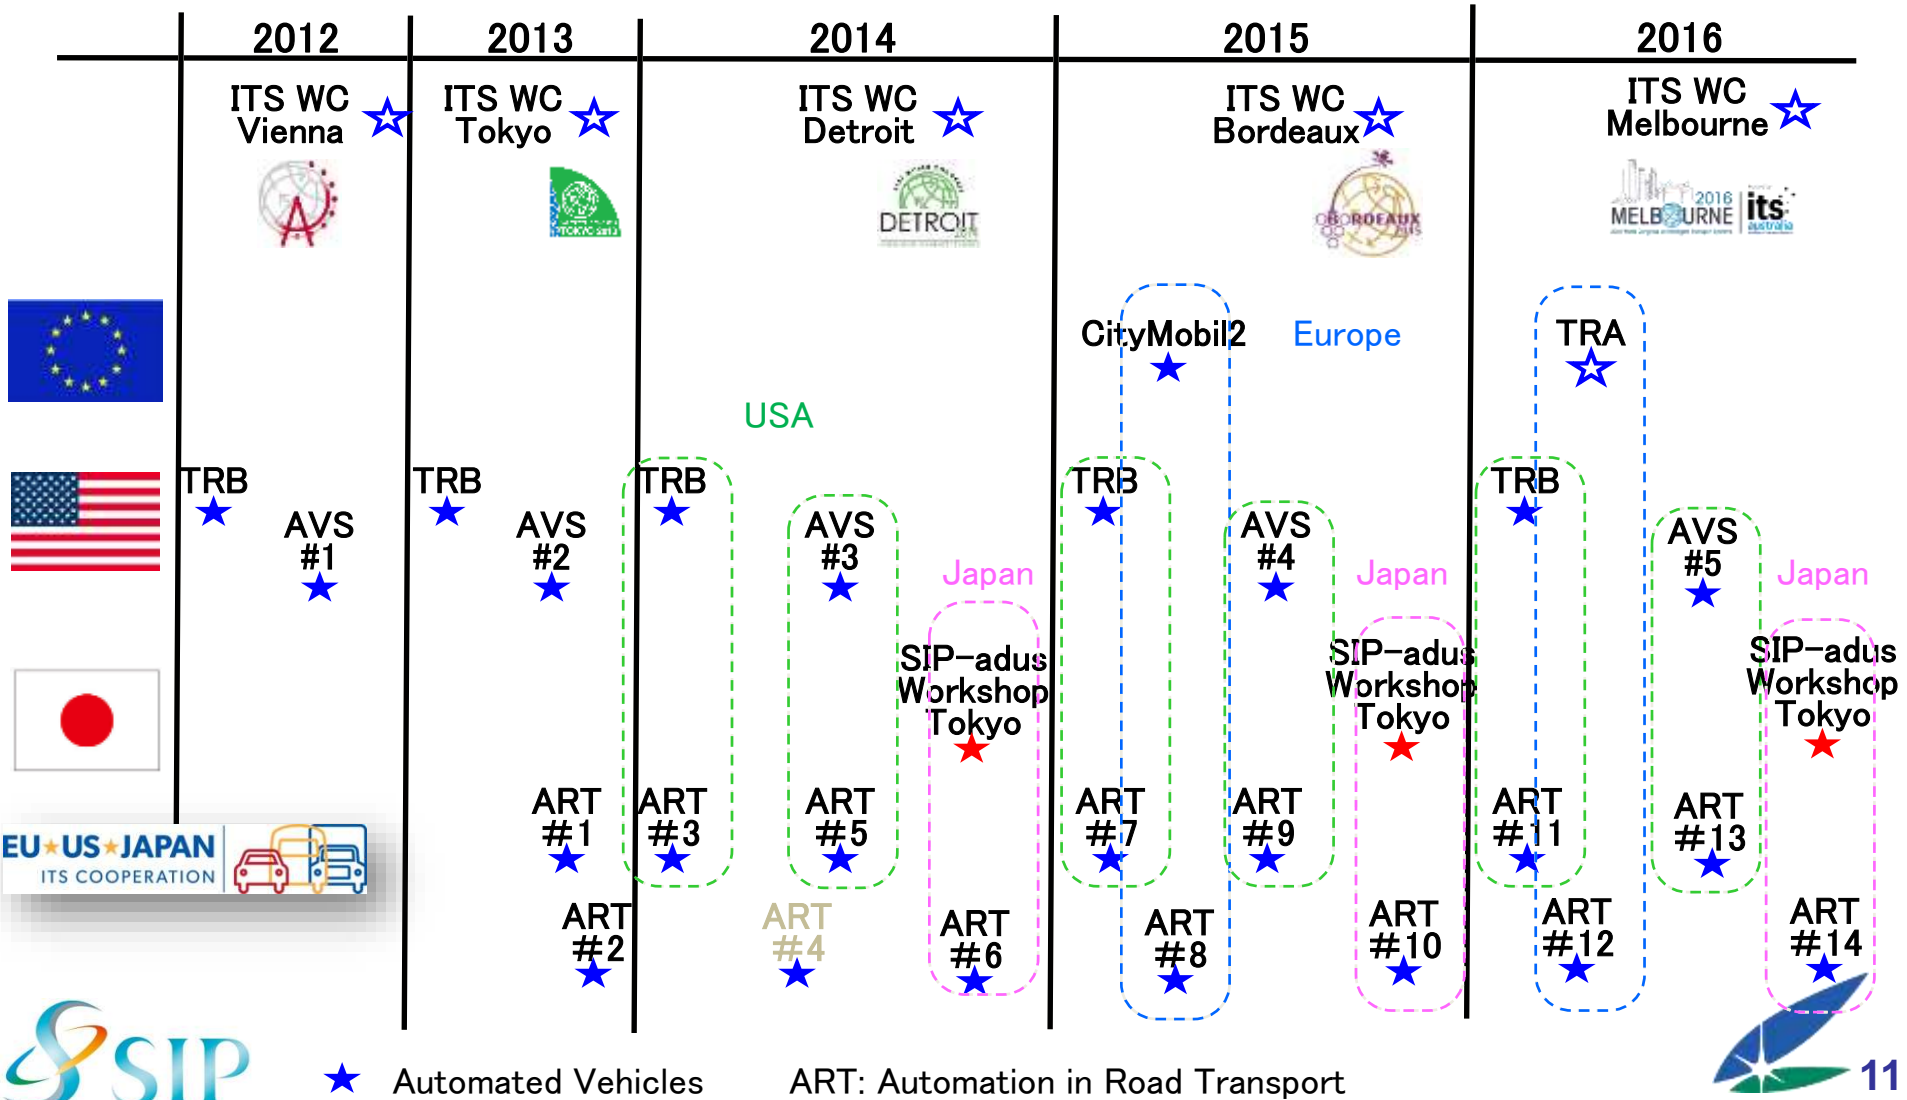 2012
2013
2014
2015
2016
ITS WC
Vienna
ITS WC
Tokyo
ITS WC
Detroit
ITS WC
Bordeaux
ITS WC
Melbourne
TOKYO 2013
DETROIT
BORDEAUX
2015
2016
MELBOURNE
its
australia
CityMobil2
Europe
TRA
USA
TRB
TRB
TRB
TRB
TRB
AVS
#1
AVS
#2
AVS
#3
AVS
#4
AVS
#5
Japan
Japan
Japan
SIP-adus
Workshop
Tokyo
SIP-adus
Workshop
Tokyo
SIP-adus
Workshop
Tokyo
ART
#1
ART
#3
ART
#5
ART
#7
ART
#9
ART
#11
ART
#13
EU★US★JAPAN
ITS COOPERATION
ART
#2
ART
#4
ART
#6
ART
#8
ART
#10
ART
#12
ART
#14
SIP
Automated Vehicles
ART: Automation in Road Transport
11